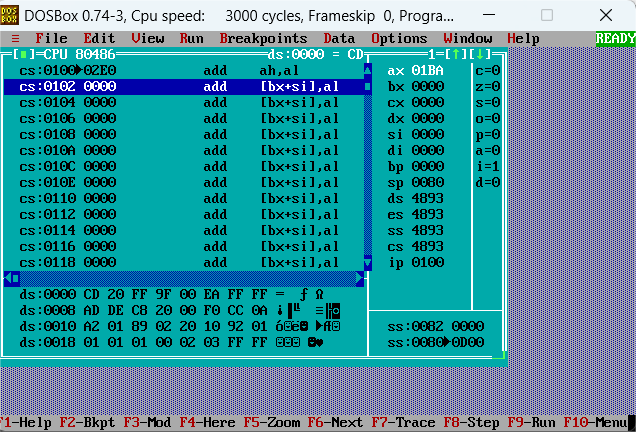 DOSBox 0.74-3, Cpu speed: 3000 cycles, Frameskip 0, Progra...
≡ File Edit View Run Breakpoints Data Options Window Help READY
[■]=CPU 80486 ds:0000 = CD 1=[↑][↓]
cs:0100►02E0 add ah,al ax 01BA c=0
cs:0102 0000 add [bx+si],al bx 0000 z=0
cs:0104 0000 add [bx+si],al cx 0000 s=0
cs:0106 0000 add [bx+si],al dx 0000 o=0
cs:0108 0000 add [bx+si],al si 0000 p=0
cs:010A 0000 add [bx+si],al di 0000 a=0
cs:010C 0000 add [bx+si],al bp 0000 i=1
cs:010E 0000 add [bx+si],al sp 0080 d=0
cs:0110 0000 add [bx+si],al ds 4893
cs:0112 0000 add [bx+si],al es 4893
cs:0114 0000 add [bx+si],al ss 4893
cs:0116 0000 add [bx+si],al cs 4893
cs:0118 0000 add [bx+si],al ip 0100
ds:0000 CD 20 FF 9F 00 EA FF FF = ƒ Ω
ds:0008 AD DE C8 20 00 F0 CC 0A ¡▐╚ ≡╠◙
ds:0010 A2 01 89 02 20 10 92 01 ó☺ë☻ ►Æ☺ ss:0082 0000
ds:0018 01 01 01 00 02 03 FF FF ☺☺☺ ☻♥ ss:0080►0D00
F1-Help F2-Bkpt F3-Mod F4-Here F5-Zoom F6-Next F7-Trace F8-Step F9-Run F10-Menu